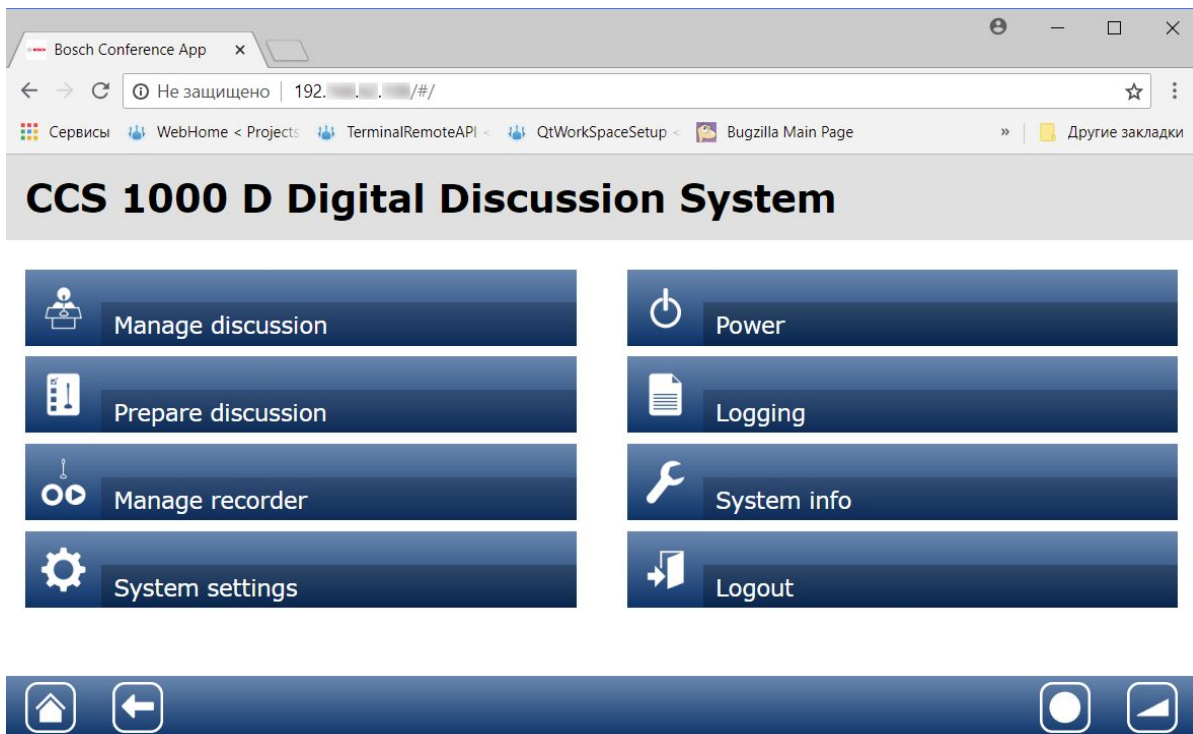 Bosch Conference App
Не защищено | 192. . . /#/
Сервисы WebHome < Projects TerminalRemoteAPI < QtWorkSpaceSetup < Bugzilla Main Page » Другие закладки
CCS 1000 D Digital Discussion System
Manage discussion
Power
Prepare discussion
Logging
Manage recorder
System info
System settings
Logout